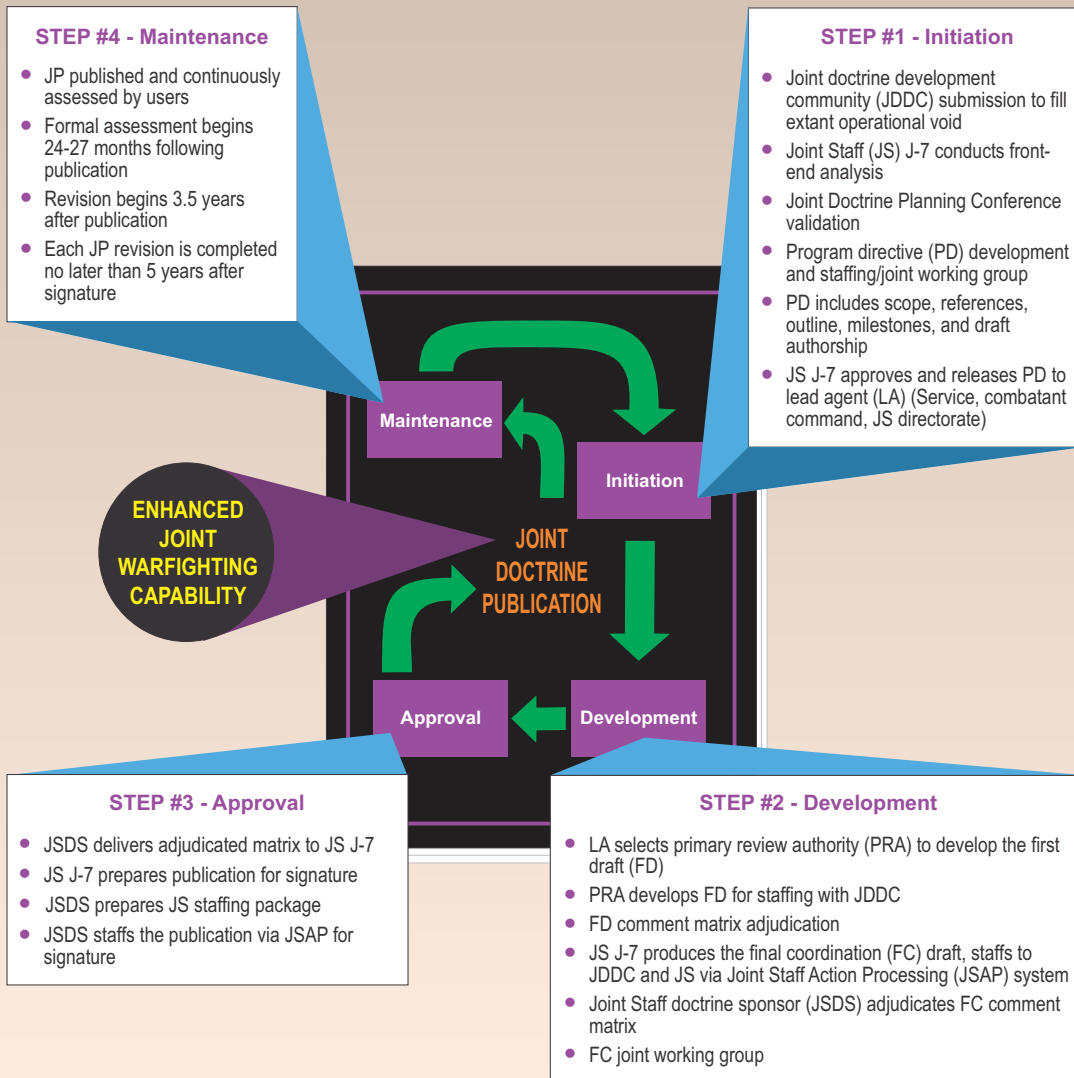 STEP #4 - Maintenance
• JP published and continuously
assessed by users
• Formal assessment begins
24-27 months following
publication
• Revision begins 3.5 years
after publication
• Each JP revision is completed
no later than 5 years after
signature
STEP #1 - Initiation
• Joint doctrine development
community (JDDC) submission to fill
extant operational void
• Joint Staff (JS) J-7 conducts front-
end analysis
• Joint Doctrine Planning Conference
validation
• Program directive (PD) development
and staffing/joint working group
• PD includes scope, references,
outline, milestones, and draft
authorship
• JS J-7 approves and releases PD to
lead agent (LA) (Service, combatant
command, JS directorate)
Maintenance
Initiation
ENHANCED
JOINT
WARFIGHTING
CAPABILITY
JOINT
DOCTRINE
PUBLICATION
Approval
Development
STEP #3 - Approval
• JSDS delivers adjudicated matrix to JS J-7
• JS J-7 prepares publication for signature
• JSDS prepares JS staffing package
• JSDS staffs the publication via JSAP for
signature
STEP #2 - Development
• LA selects primary review authority (PRA) to develop the first
draft (FD)
• PRA develops FD for staffing with JDDC
• FD comment matrix adjudication
• JS J-7 produces the final coordination (FC) draft, staffs to
JDDC and JS via Joint Staff Action Processing (JSAP) system
• Joint Staff doctrine sponsor (JSDS) adjudicates FC comment
matrix
• FC joint working group